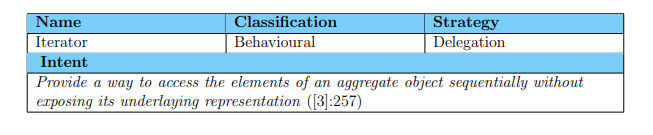 Name Classification Strategy
Iterator Behavioural Delegation
Intent
Provide a way to access the elements of an aggregate object sequentially without
exposing its underlaying representation ([3]:257)